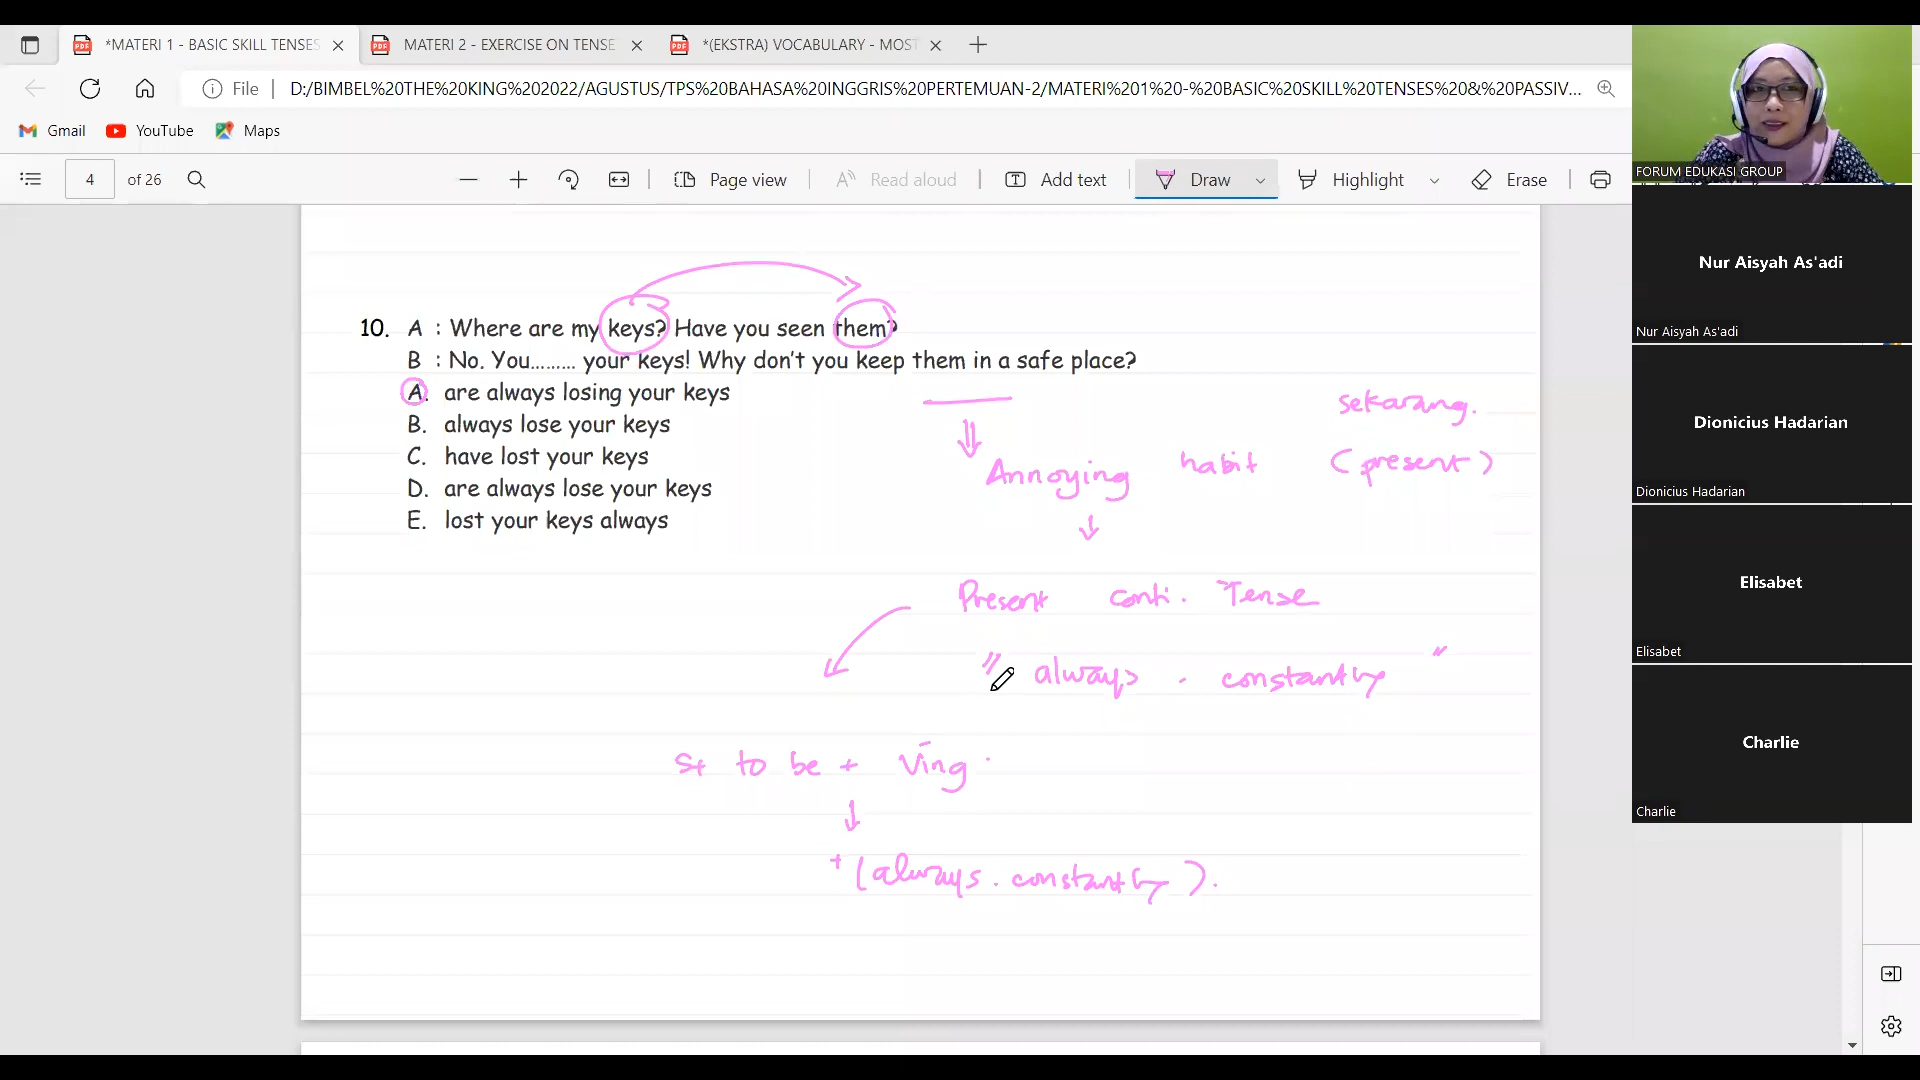 *MATERI 1 - BASIC SKILL TENSES
MATERI 2 - EXERCISE ON TENSE
*(EKSTRA) VOCABULARY - MOST
File
D:/BIMBEL%20THE%20KING%202022/AGUSTUS/TPS%20BAHASA%20INGGRIS%20PERTEMUAN-2/MATERI%201%20-%20BASIC%20SKILL%20TENSES%20&%20PASSIV...
Gmail YouTube Maps
4 of 26
Page view
Read aloud
Add text
Draw
Highlight
Erase
FORUM EDUKASI GROUP
Nur Aisyah As'adi
Nur Aisyah As'adi
Dionicius Hadarian
Dionicius Hadarian
Elisabet
Elisabet
Charlie
Charlie
10. A : Where are my keys? Have you seen them?
B : No. You……… your keys! Why don't you keep them in a safe place?
A. are always losing your keys
B. always lose your keys
C. have lost your keys
D. are always lose your keys
E. lost your keys always
sekarang.
Annoying habit (present)
Present conti. Tense
" always . constantly "
S+ to be + Ving.
+ (always . constantly).